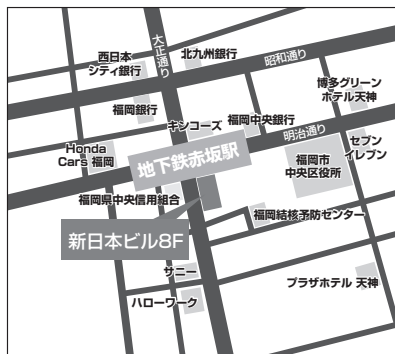 大正通り
西日本
シティ銀行
北九州銀行
昭和通り
福岡銀行
博多グリーン
ホテル天神
キンコーズ
福岡中央銀行
明治通り
Honda
Cars 福岡
地下鉄赤坂駅
セブン
イレブン
福岡市
中央区役所
福岡県中央信用組合
福岡結核予防センター
新日本ビル8F
サニー
プラザホテル 天神
ハローワーク